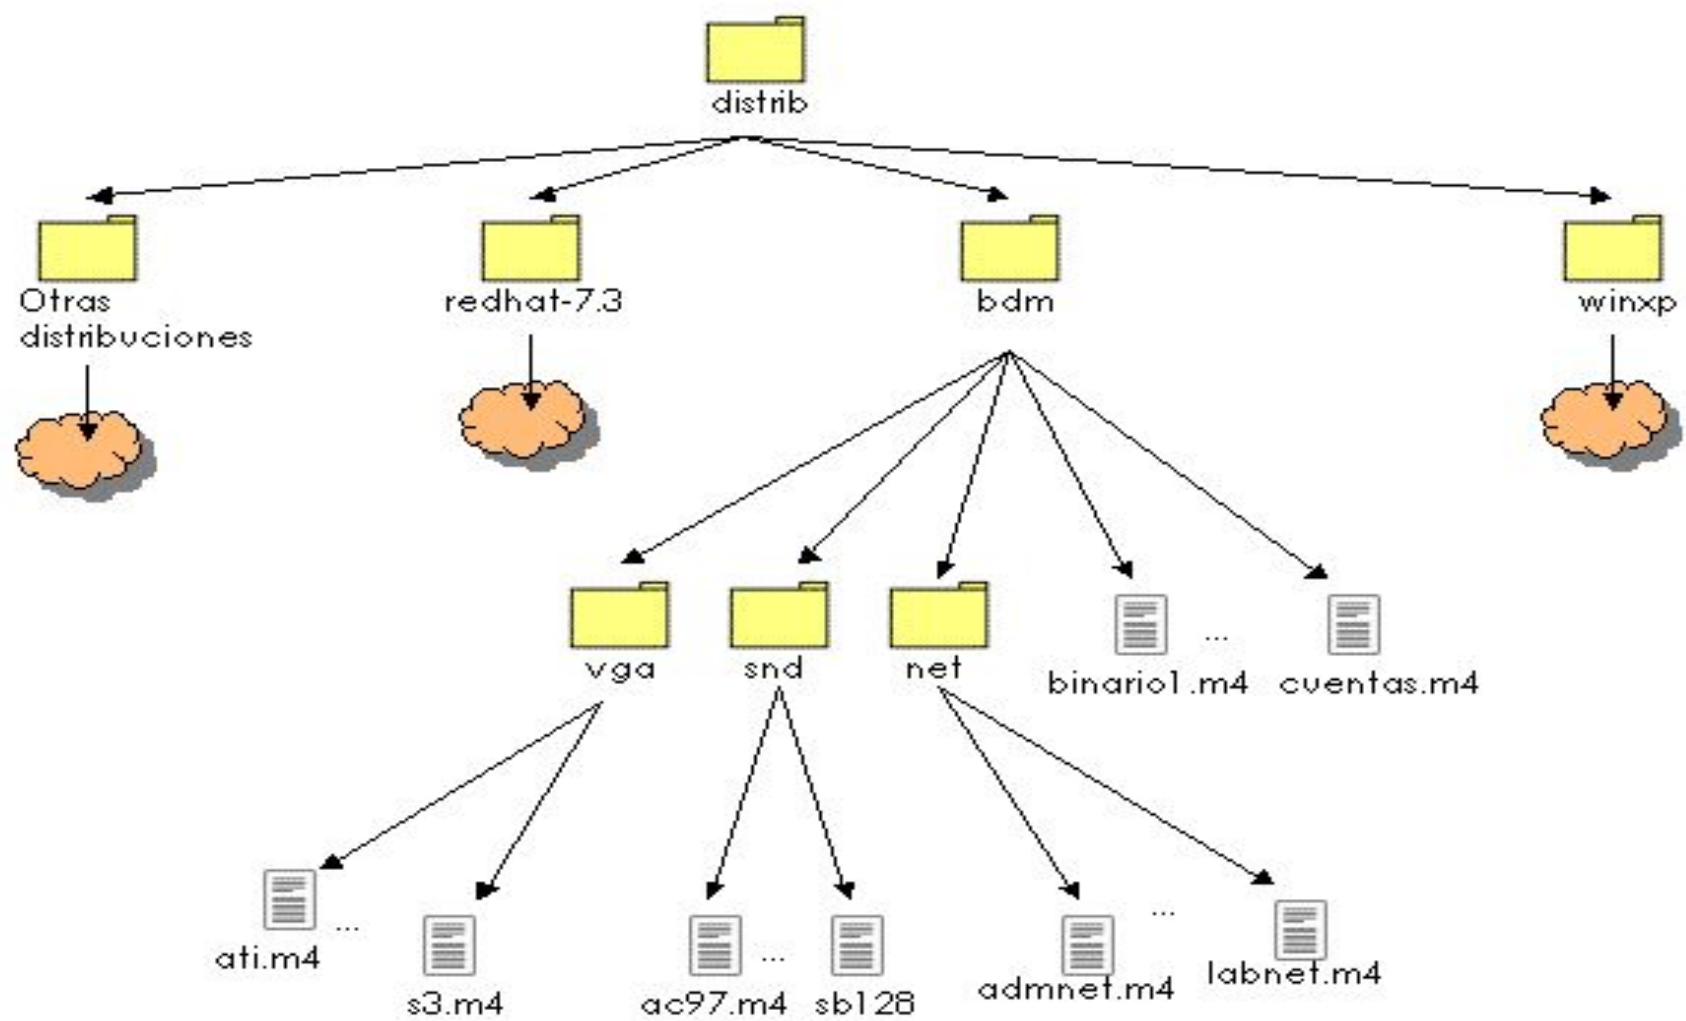 distrib
Otras
distribuciones
redhat-7.3
bdm
winxp
vga
snd
net
binario1.m4
...
cuentas.m4
ati.m4
...
s3.m4
ac97.m4
...
sb128
admnet.m4
...
labnet.m4